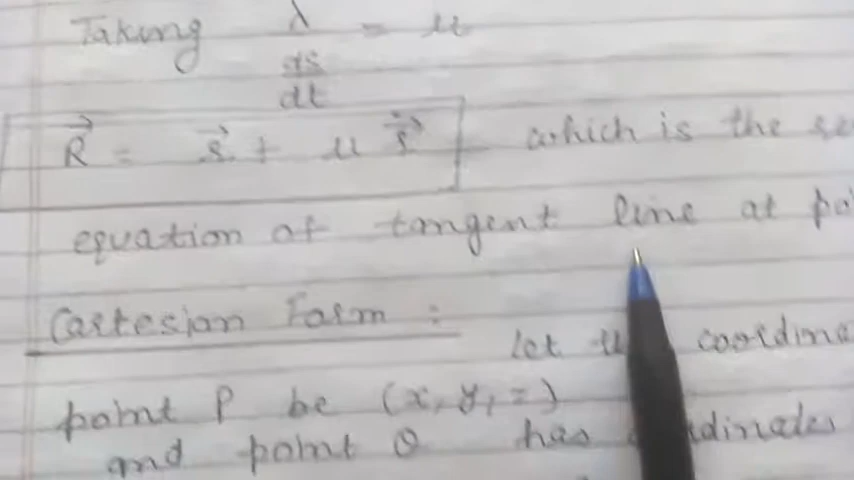 Taking λ / ds/dt = μ
R⃗ = r⃗ + μ ṙ⃗ which is the
equation of tangent line at
Cartesian Form :
let
point P be (x, y, z)
and point Q has